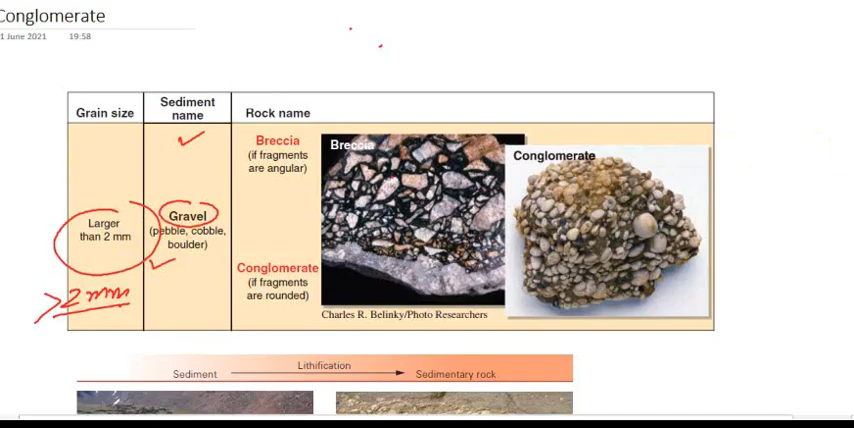 Conglomerate
1 June 2021 19:58
Grain size
Sediment
name
Rock name
Larger
than 2 mm
>2mm
Gravel
(pebble, cobble,
boulder)
Breccia
(if fragments
are angular)
Conglomerate
(if fragments
are rounded)
Breccia
Conglomerate
Charles R. Belinky/Photo Researchers
Lithification
Sediment
Sedimentary rock